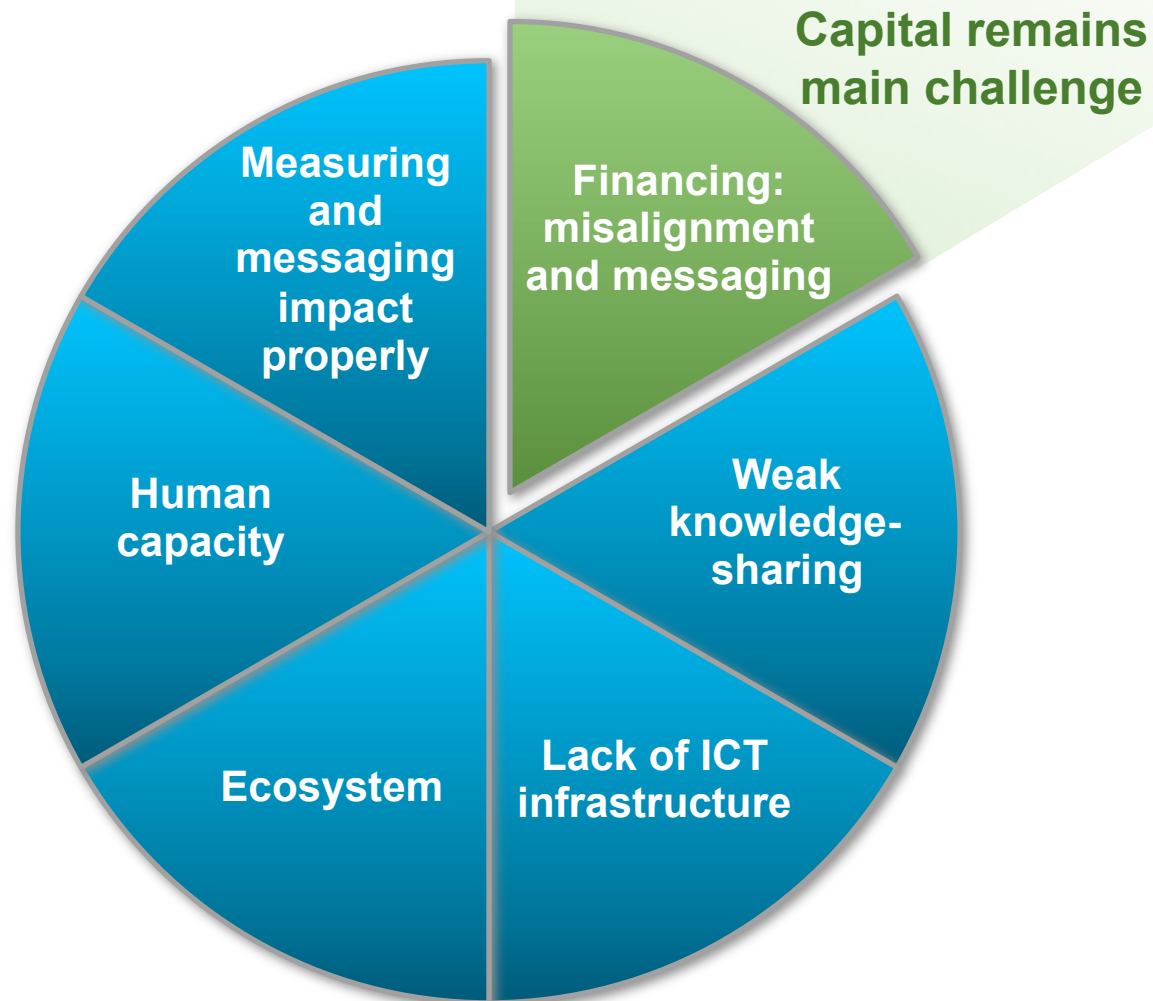 Capital remains
main challenge
Financing:
misalignment
and messaging
Measuring
and
messaging
impact
properly
Weak
knowledge-
sharing
Human
capacity
Lack of ICT
infrastructure
Ecosystem